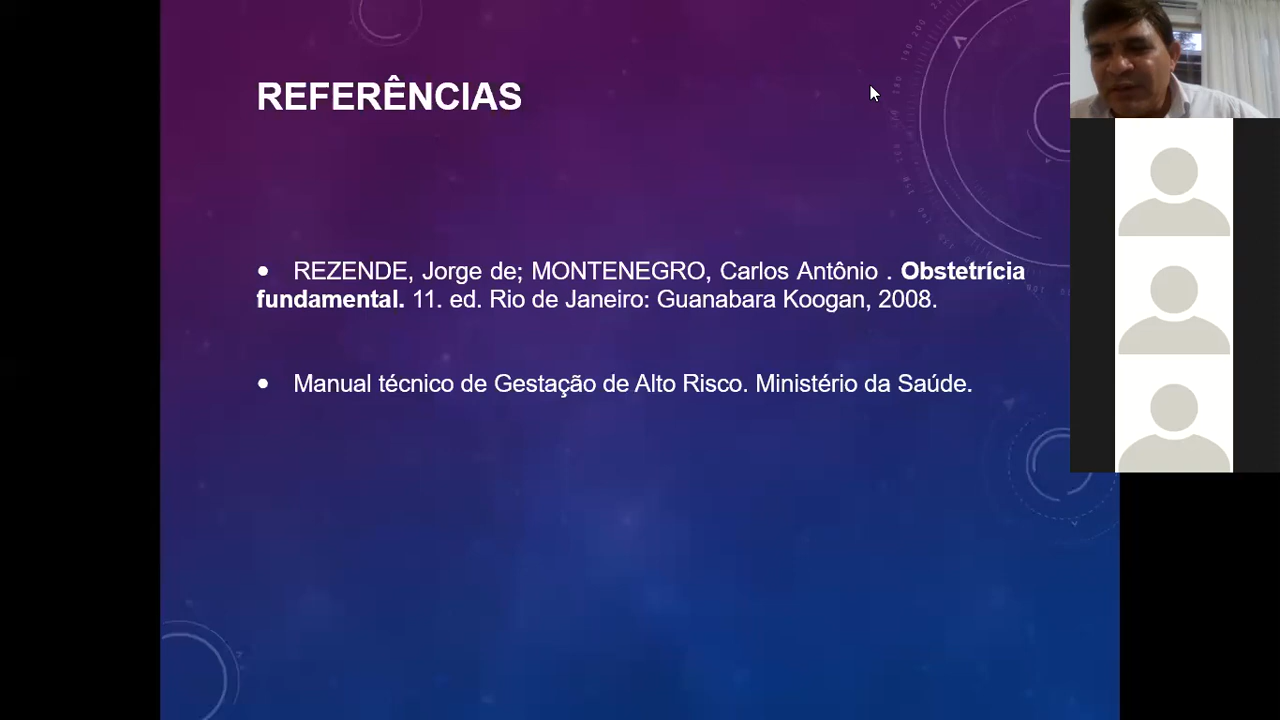 REFERÊNCIAS
• REZENDE, Jorge de; MONTENEGRO, Carlos Antônio . Obstetrícia
fundamental. 11. ed. Rio de Janeiro: Guanabara Koogan, 2008.
• Manual técnico de Gestação de Alto Risco. Ministério da Saúde.